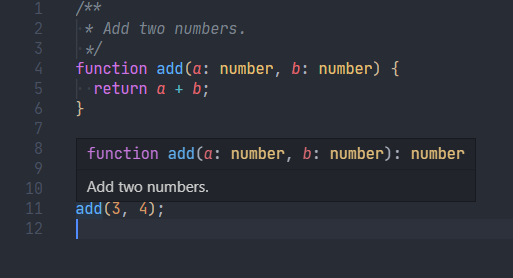 1 /**
2 * Add two numbers.
3 */
4 function add(a: number, b: number) {
5 return a + b;
6 }
7
8 function add(a: number, b: number): number
9
10 Add two numbers.
11 add(3, 4);
12